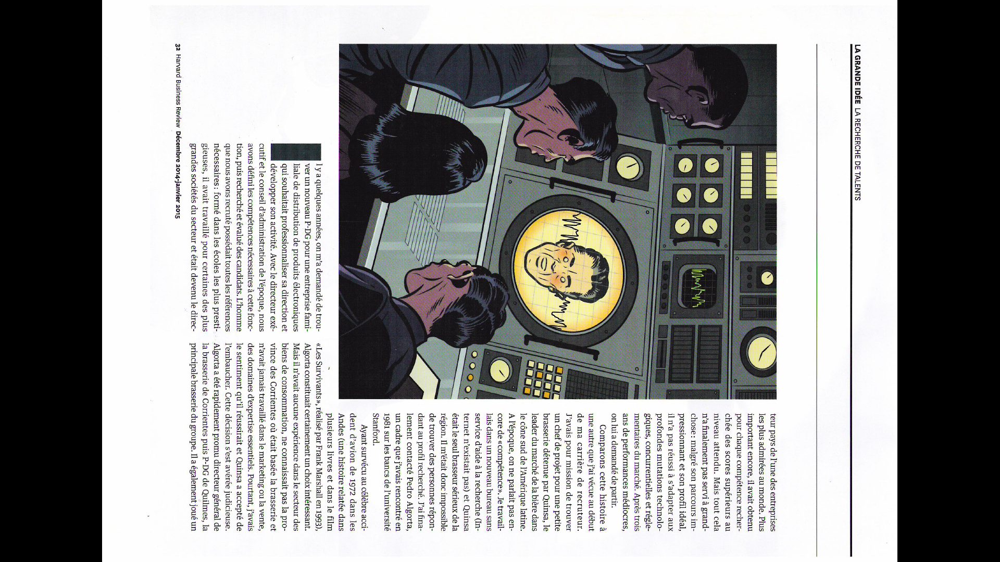 LA GRANDE IDÉE LA RECHERCHE DE TALENTS
l y a quelques années, on m'a demandé de trou-
ver un nouveau P-DG pour une entreprise fami-
liale de distribution de produits électroniques
qui souhaitait professionnaliser sa direction et
développer son activité. Avec le directeur exé-
cutif et le conseil d'administration de l'époque, nous
avons défini les compétences nécessaires à cette fonc-
tion, puis recherché et évalué des candidats. L'homme
que nous avons recruté possédait toutes les références
nécessaires : formé dans les écoles les plus presti-
gieuses, il avait travaillé pour certaines des plus
grandes sociétés du secteur et était devenu le direc-
teur pays de l'une des entreprises
les plus admirées au monde. Plus
important encore, il avait obtenu
pour chaque compétence recher-
chée des scores supérieurs au
niveau attendu. Mais tout cela
n'a finalement pas servi à grand-
chose : malgré son parcours im-
pressionnant et son profil idéal,
il n'a pas réussi à s'adapter aux
profondes mutations technolo-
giques, concurrentielles et régle-
mentaires du marché. Après trois
ans de performances médiocres,
on lui a demandé de partir.
Comparons cette histoire à
une autre que j'ai vécue au début
de ma carrière de recruteur.
J'avais pour mission de trouver
un chef de projet pour une petite
brasserie détenue par Quinsa, le
leader du marché de la bière dans
le cône sud de l'Amérique latine.
A l'époque, on ne parlait pas en-
core de «compétence». Je travail-
lais dans un nouveau bureau sans
service d'aide à la recherche (In-
ternet n'existait pas) et Quinsa
était le seul brasseur sérieux de la
région. Il m'était donc impossible
de trouver des personnes répon-
dant au profil recherché. J'ai fina-
lement contacté Pedro Algorta,
un cadre que j'avais rencontré en
1981 sur les bancs de l'université
Stanford.
Ayant survécu au célèbre acci-
dent d'avion de 1972 dans les
Andes (une histoire relatée dans
plusieurs livres et dans le film
«Les Survivants», réalisé par Frank Marshall en 1993),
Algorta constituait certainement un choix intéressant.
Mais il n'avait aucune expérience dans le secteur des
biens de consommation, ne connaissait pas la pro-
vince des Corrientes où était basée la brasserie et
n'avait jamais travaillé dans le marketing ou la vente,
des domaines d'expertise essentiels. Pourtant, j'avais
le sentiment qu'il réussirait et Quinsa a accepté de
l'embaucher. Cette décision s'est avérée judicieuse.
Algorta a été rapidement promu directeur général de
la brasserie de Corrientes puis P-DG de Quilmes, la
principale brasserie du groupe. Il a également joué un
32 Harvard Business Review Décembre 2014-janvier 2015